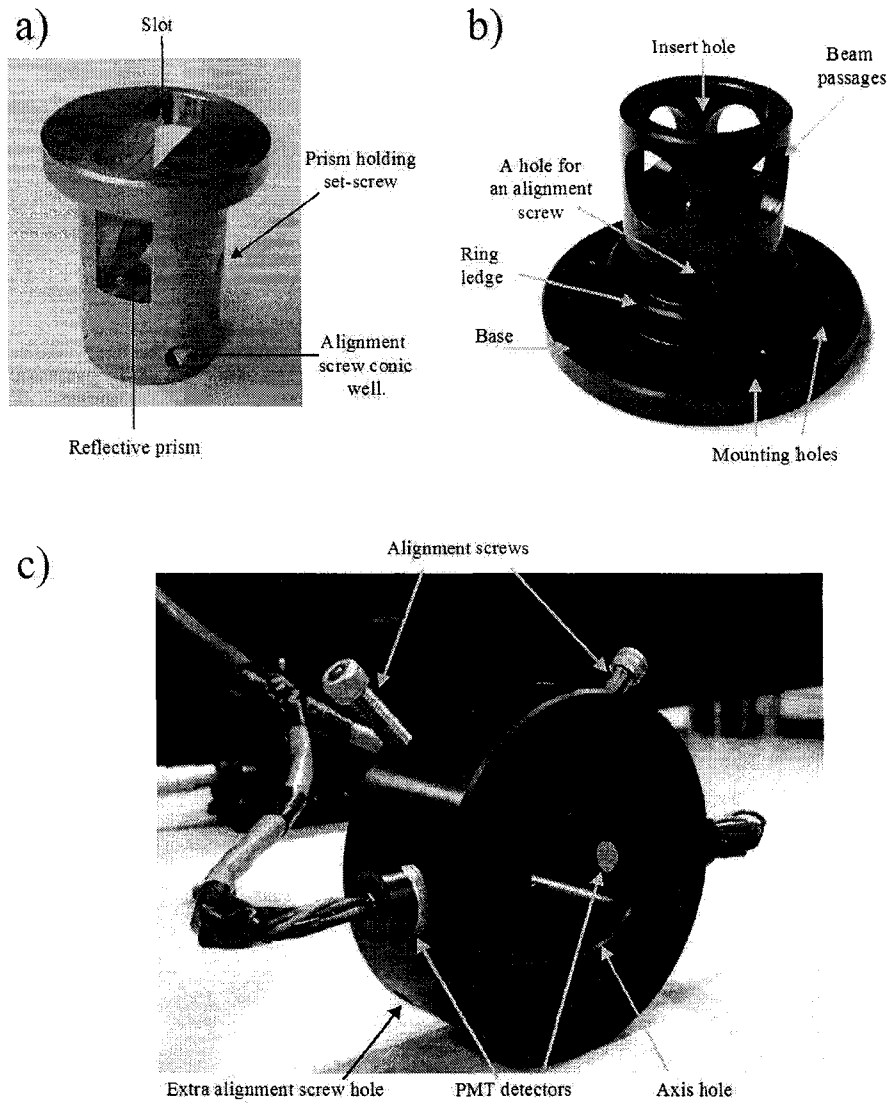 a)
Slot
Prism holding
set-screw
Alignment
screw conic
well.
Reflective prism
b)
Insert hole
Beam
passages
A hole for
an alignment
screw
Ring
ledge
Base
Mounting holes
c)
Alignment screws
Extra alignment screw hole
PMT detectors
Axis hole